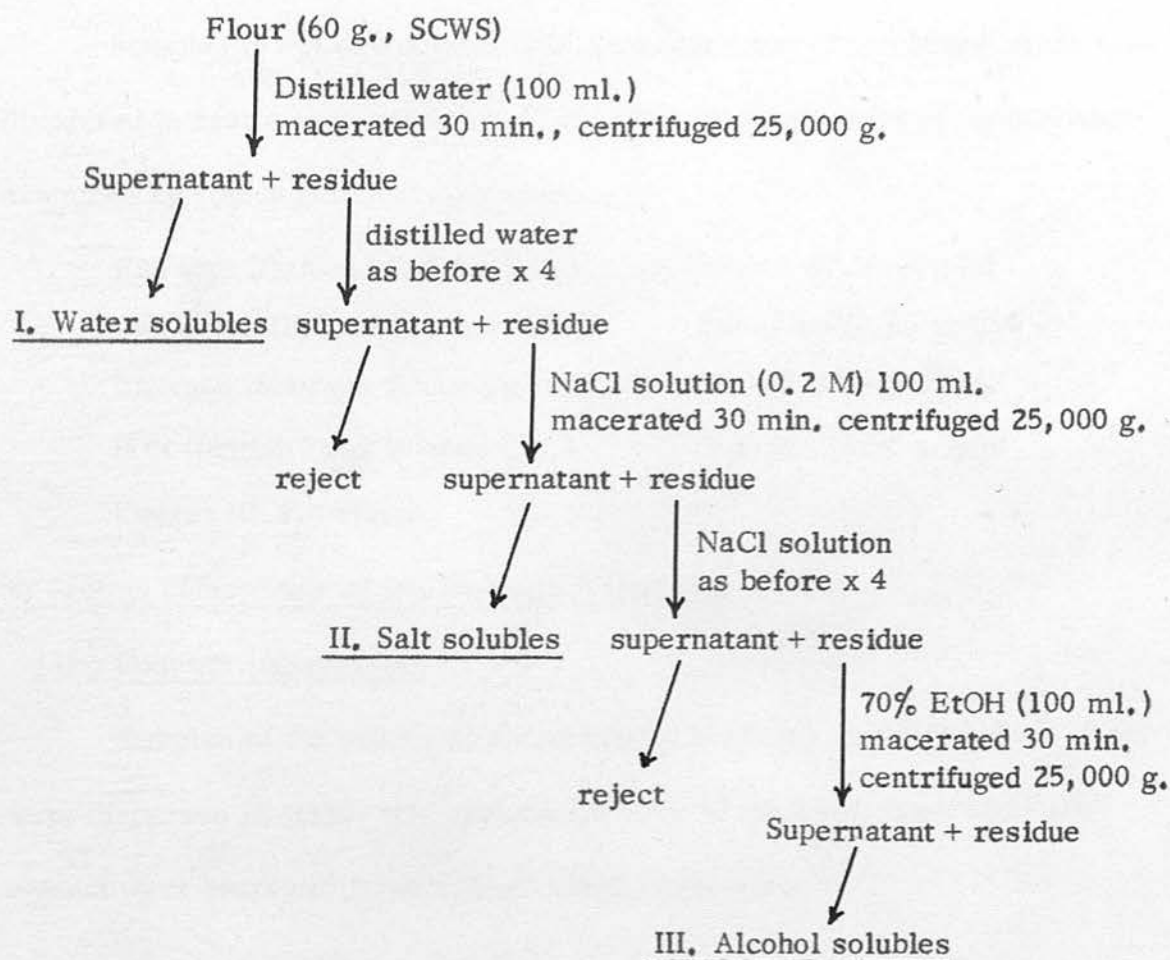 Flour (60 g., SCWS)
Distilled water (100 ml.)
macerated 30 min., centrifuged 25,000 g.
Supernatant + residue
distilled water
as before x 4
I. Water solubles supernatant + residue
NaCl solution (0.2 M) 100 ml.
macerated 30 min. centrifuged 25,000 g.
reject supernatant + residue
NaCl solution
as before x 4
II. Salt solubles supernatant + residue
70% EtOH (100 ml.)
macerated 30 min.
centrifuged 25,000 g.
reject
Supernatant + residue
III. Alcohol solubles